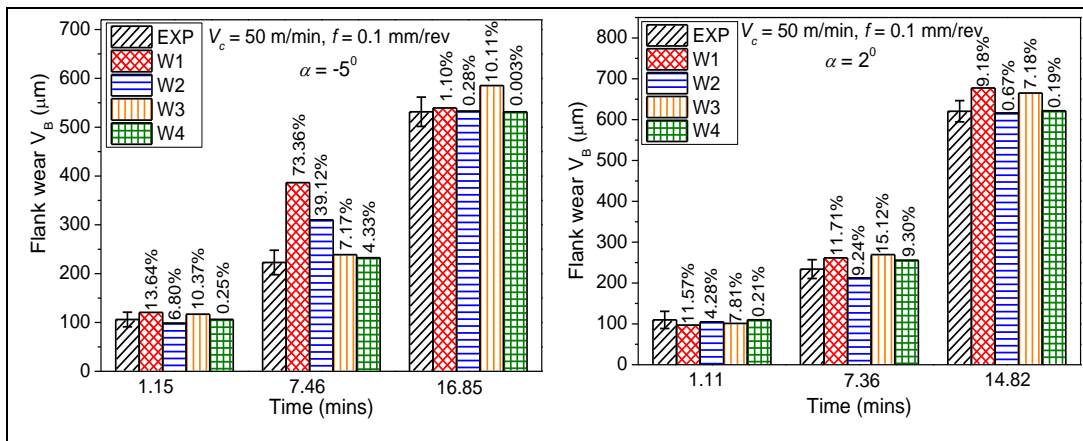 700
600
500
400
300
200
100
0
Flank wear V_B (μm)
EXP
W1
W2
W3
W4
V_c = 50 m/min, f = 0.1 mm/rev
α = -5⁰
13.64%
6.80%
10.37%
0.25%
73.36%
39.12%
7.17%
4.33%
1.10%
0.28%
10.11%
0.003%
1.15 7.46 16.85
Time (mins)
800
700
600
500
400
300
200
100
0
Flank wear V_B (μm)
EXP
W1
W2
W3
W4
V_c = 50 m/min, f = 0.1 mm/rev
α = 2⁰
11.57%
4.28%
7.81%
0.21%
11.71%
9.24%
15.12%
9.30%
9.18%
0.67%
7.18%
0.19%
1.11 7.36 14.82
Time (mins)